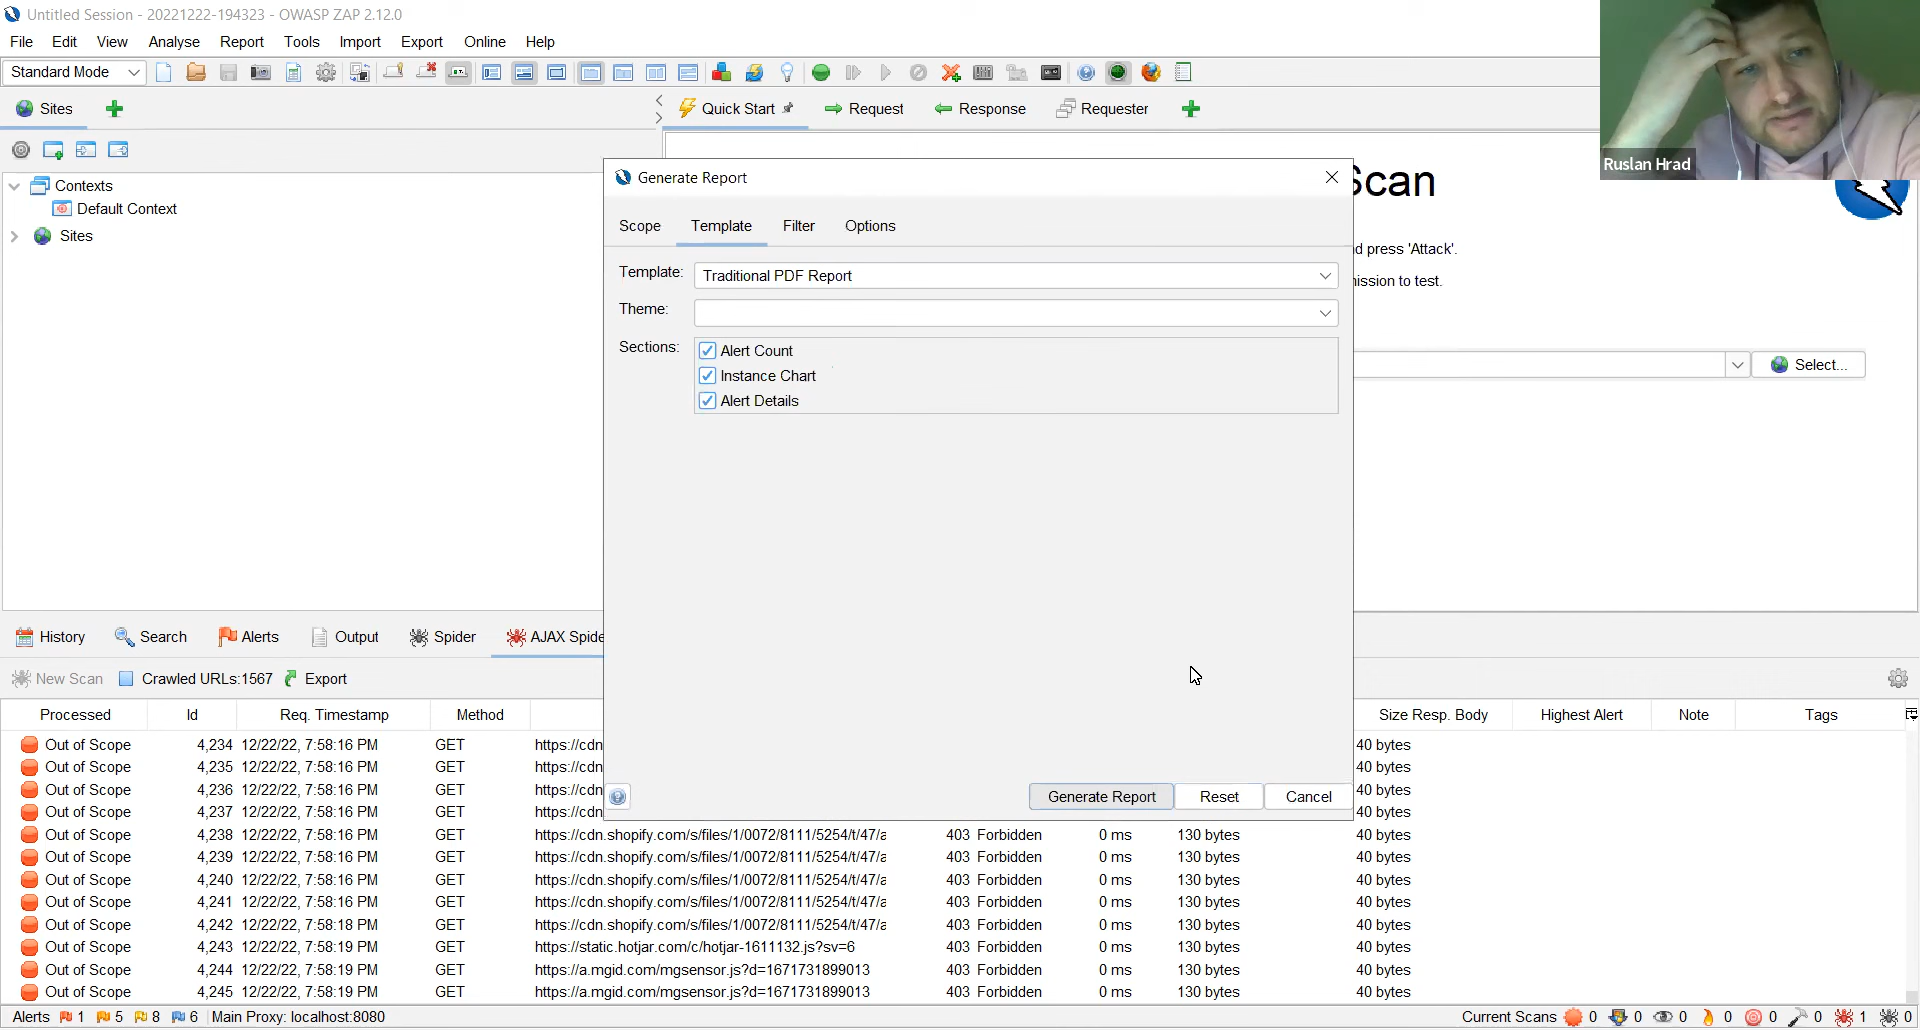 Untitled Session - 20221222-194323 - OWASP ZAP 2.12.0
File Edit View Analyse Report Tools Import Export Online Help
Standard Mode
Sites
Quick Start Request Response Requester
Ruslan Hrad
Contexts
Default Context
Sites
Scan
d press 'Attack'.
ission to test.
Select...
Generate Report
Scope Template Filter Options
Template: Traditional PDF Report
Theme:
Sections: Alert Count
Instance Chart
Alert Details
Generate Report Reset Cancel
History Search Alerts Output Spider AJAX Spide
New Scan Crawled URLs:1567 Export
Processed Id Req. Timestamp Method Size Resp. Body Highest Alert Note Tags
Out of Scope 4,234 12/22/22, 7:58:16 PM GET https://cdn 40 bytes
Out of Scope 4,235 12/22/22, 7:58:16 PM GET https://cdn 40 bytes
Out of Scope 4,236 12/22/22, 7:58:16 PM GET https://cdn 40 bytes
Out of Scope 4,237 12/22/22, 7:58:16 PM GET https://cdn 40 bytes
Out of Scope 4,238 12/22/22, 7:58:16 PM GET https://cdn.shopify.com/s/files/1/0072/8111/5254/t/47/a 403 Forbidden 0 ms 130 bytes 40 bytes
Out of Scope 4,239 12/22/22, 7:58:16 PM GET https://cdn.shopify.com/s/files/1/0072/8111/5254/t/47/a 403 Forbidden 0 ms 130 bytes 40 bytes
Out of Scope 4,240 12/22/22, 7:58:16 PM GET https://cdn.shopify.com/s/files/1/0072/8111/5254/t/47/a 403 Forbidden 0 ms 130 bytes 40 bytes
Out of Scope 4,241 12/22/22, 7:58:16 PM GET https://cdn.shopify.com/s/files/1/0072/8111/5254/t/47/a 403 Forbidden 0 ms 130 bytes 40 bytes
Out of Scope 4,242 12/22/22, 7:58:18 PM GET https://cdn.shopify.com/s/files/1/0072/8111/5254/t/47/a 403 Forbidden 0 ms 130 bytes 40 bytes
Out of Scope 4,243 12/22/22, 7:58:19 PM GET https://static.hotjar.com/c/hotjar-1611132.js?sv=6 403 Forbidden 0 ms 130 bytes 40 bytes
Out of Scope 4,244 12/22/22, 7:58:19 PM GET https://a.mgid.com/mgsensor.js?d=1671731899013 403 Forbidden 0 ms 130 bytes 40 bytes
Out of Scope 4,245 12/22/22, 7:58:19 PM GET https://a.mgid.com/mgsensor.js?d=1671731899013 403 Forbidden 0 ms 130 bytes 40 bytes
Alerts 1 5 8 6 Main Proxy: localhost:8080 Current Scans 0 0 0 0 0 0 1 0